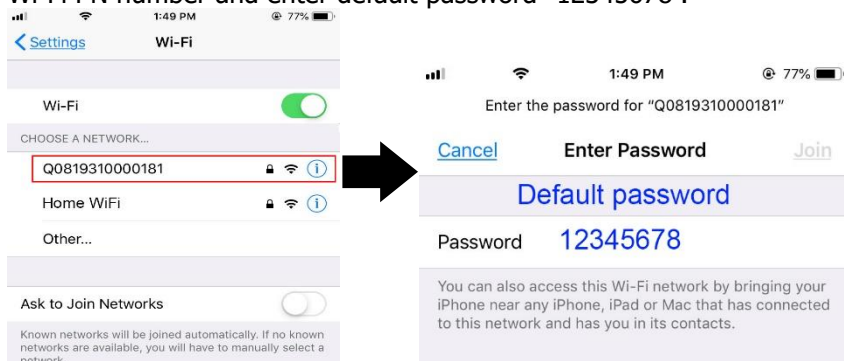 Wi-Fi PN number and enter default password "12345678".
1:49 PM
77%
Settings
Wi-Fi
Wi-Fi
CHOOSE A NETWORK...
Q0819310000181
Home WiFi
Other...
Ask to Join Networks
Known networks will be joined automatically. If no known
networks are available, you will have to manually select a
network.
1:49 PM
77%
Enter the password for "Q0819310000181"
Cancel
Enter Password
Join
Default password
Password
12345678
You can also access this Wi-Fi network by bringing your
iPhone near any iPhone, iPad or Mac that has connected
to this network and has you in its contacts.